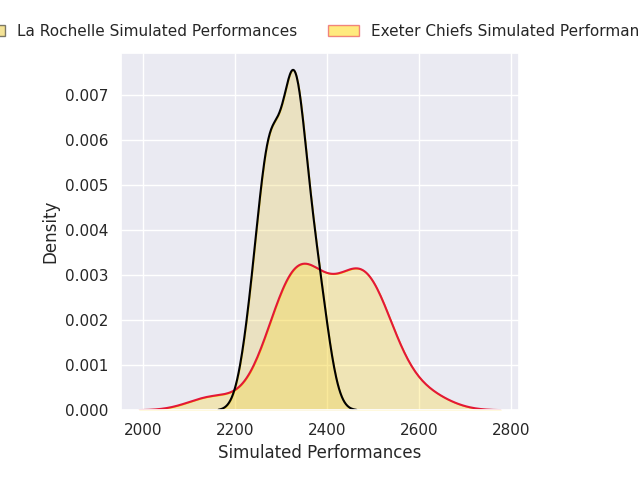 La Rochelle Simulated Performances Exeter Chiefs Simulated
0.007
0.006
0.005
0.004
0.003
0.002
0.001
0.000
Density
2000 2200 2400 2600 2800
Simulated Performances